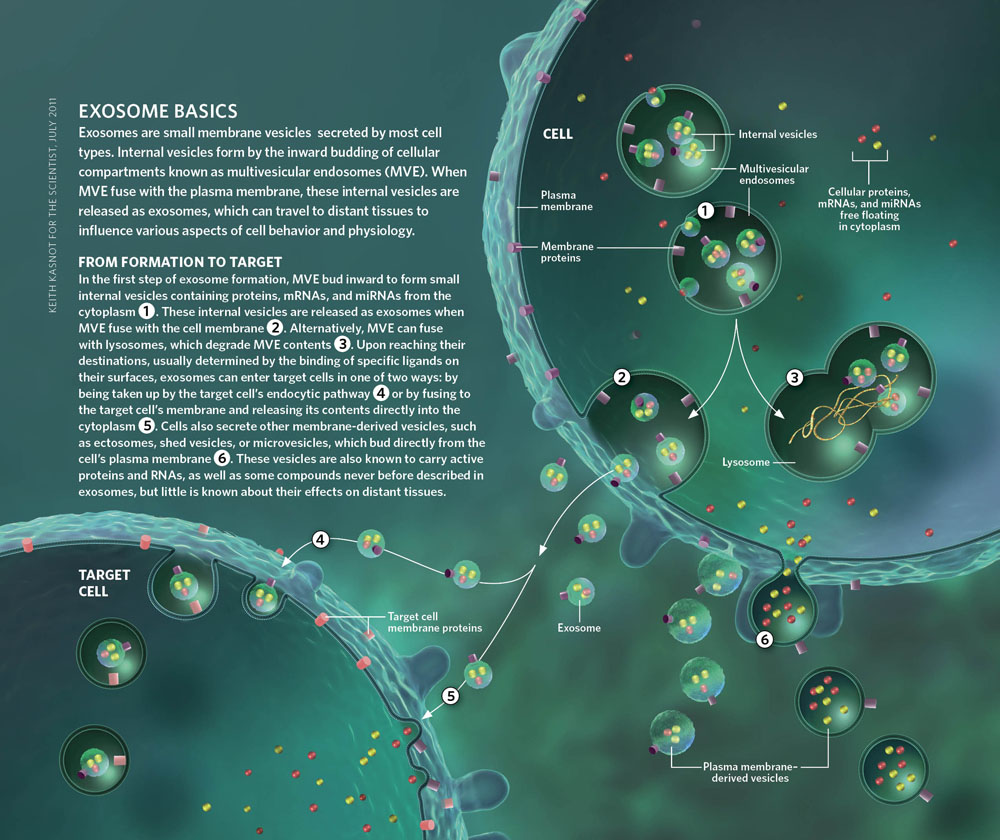 KEITH KASNOT FOR THE SCIENTIST, JULY 2011
EXOSOME BASICS
Exosomes are small membrane vesicles secreted by most cell
types. Internal vesicles form by the inward budding of cellular
compartments known as multivesicular endosomes (MVE). When
MVE fuse with the plasma membrane, these internal vesicles are
released as exosomes, which can travel to distant tissues to
influence various aspects of cell behavior and physiology.
FROM FORMATION TO TARGET
In the first step of exosome formation, MVE bud inward to form small
internal vesicles containing proteins, mRNAs, and miRNAs from the
cytoplasm 1. These internal vesicles are released as exosomes when
MVE fuse with the cell membrane 2. Alternatively, MVE can fuse
with lysosomes, which degrade MVE contents 3. Upon reaching their
destinations, usually determined by the binding of specific ligands on
their surfaces, exosomes can enter target cells in one of two ways: by
being taken up by the target cell's endocytic pathway 4 or by fusing to
the target cell's membrane and releasing its contents directly into the
cytoplasm 5. Cells also secrete other membrane-derived vesicles, such
as ectosomes, shed vesicles, or microvesicles, which bud directly from the
cell's plasma membrane 6. These vesicles are also known to carry active
proteins and RNAs, as well as some compounds never before described in
exosomes, but little is known about their effects on distant tissues.
CELL
Internal vesicles
Multivesicular
endosomes
Cellular proteins,
mRNAs, and miRNAs
free floating
in cytoplasm
Plasma
membrane
1
Membrane
proteins
2
3
Lysosome
4
TARGET
CELL
Target cell
membrane proteins
Exosome
6
5
Plasma membrane-
derived vesicles